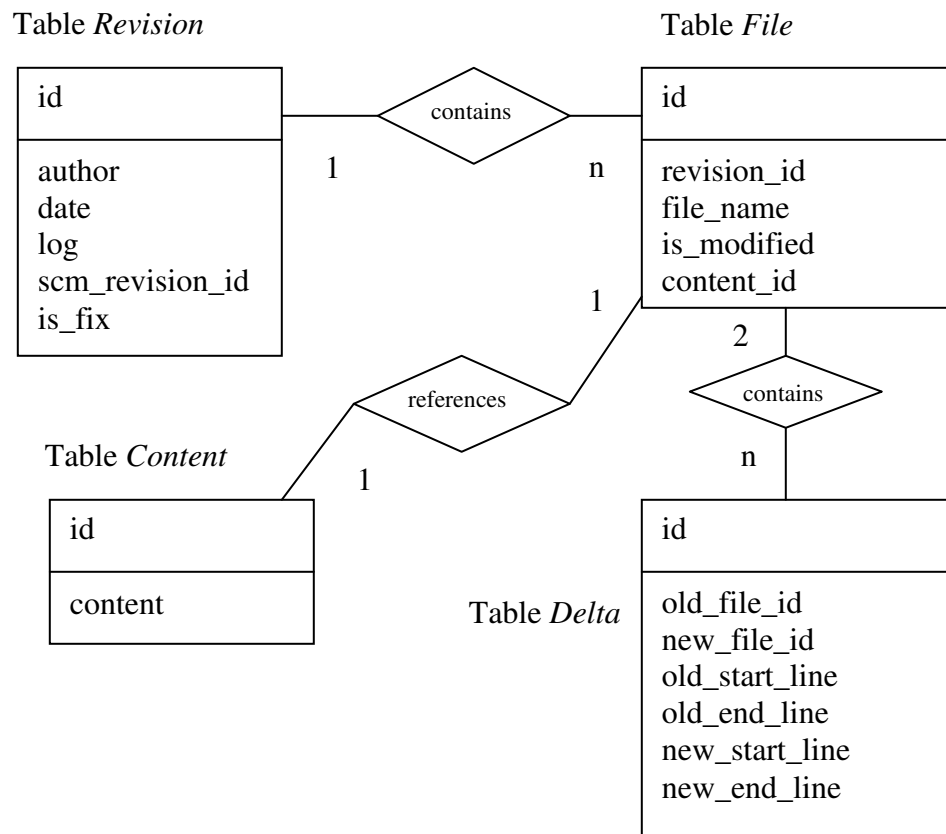 Table Revision
id
author
date
log
scm_revision_id
is_fix
contains
1
n
Table File
id
revision_id
file_name
is_modified
content_id
1
references
1
2
contains
n
Table Content
id
content
Table Delta
id
old_file_id
new_file_id
old_start_line
old_end_line
new_start_line
new_end_line